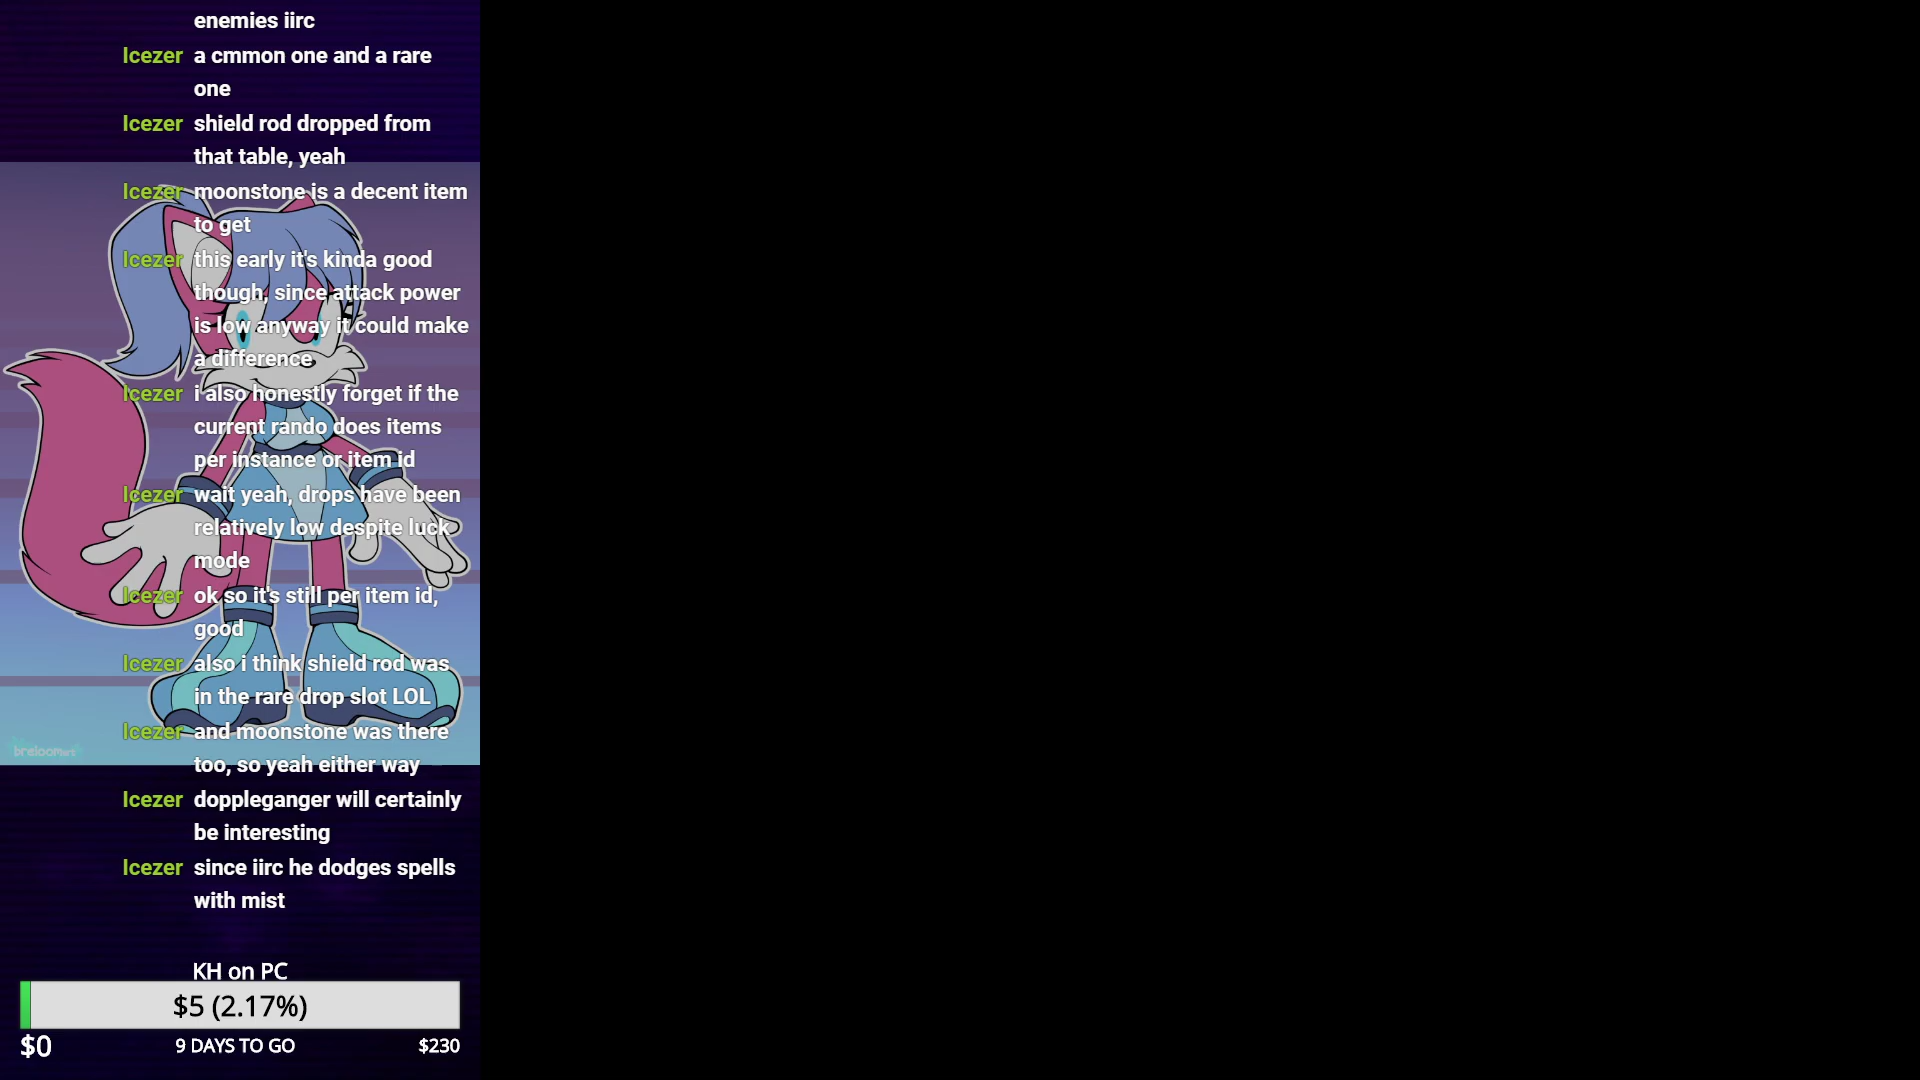 enemies iirc
Icezer a cmmon one and a rare
one
Icezer shield rod dropped from
that table, yeah
Icezer moonstone is a decent item
to get
Icezer this early it's kinda good
though, since attack power
is low anyway it could make
a difference
Icezer i also honestly forget if the
current rando does items
per instance or item id
Icezer wait yeah, drops have been
relatively low despite luck
mode
Icezer ok so it's still per item id,
good
Icezer also i think shield rod was
in the rare drop slot LOL
Icezer and moonstone was there
too, so yeah either way
breloomart
Icezer doppleganger will certainly
be interesting
Icezer since iirc he dodges spells
with mist
KH on PC
$5 (2.17%)
$0 9 DAYS TO GO $230